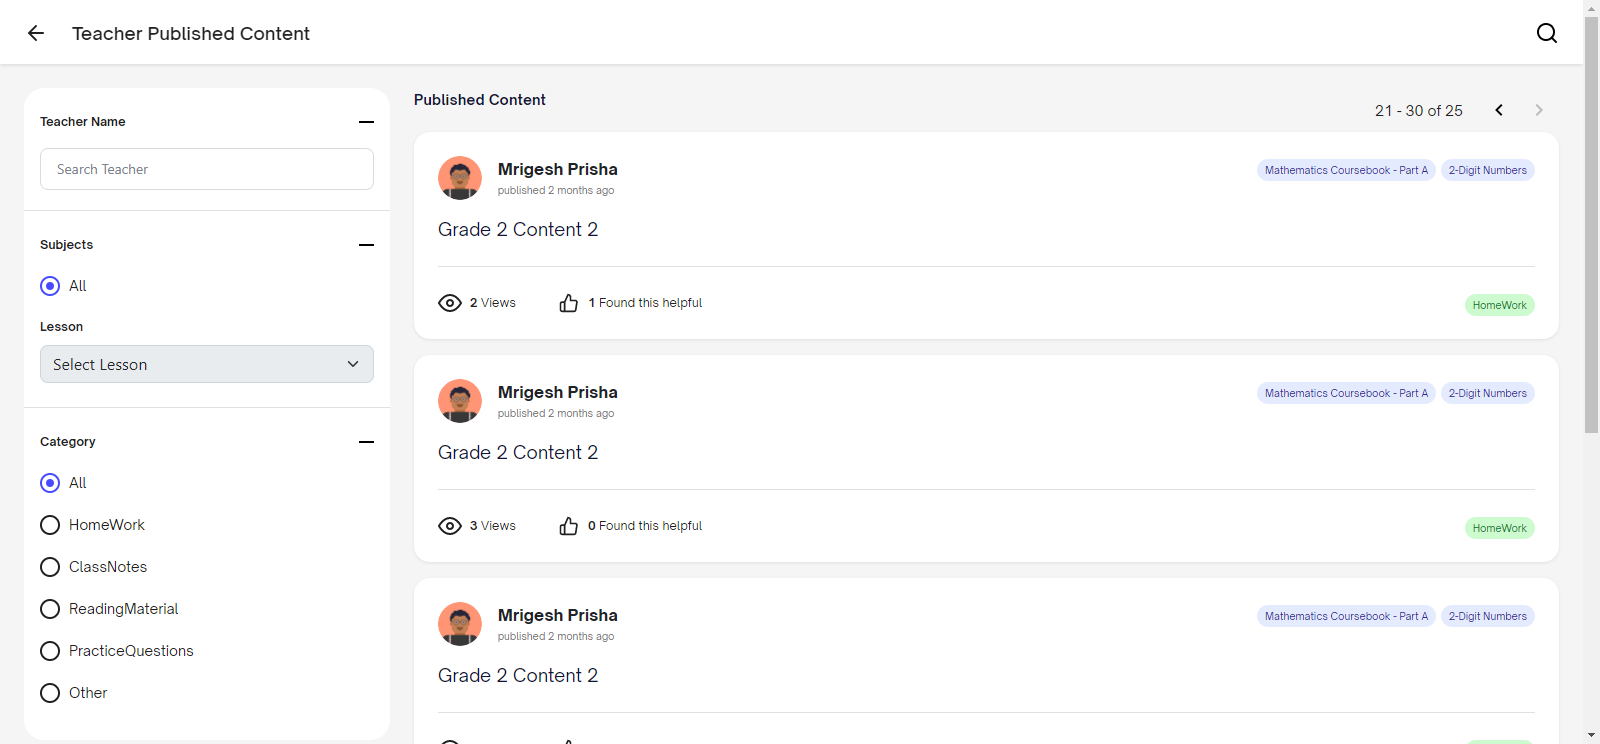 Teacher Published Content
Teacher Name
Search Teacher
Subjects
All
Lesson
Select Lesson
Category
All
HomeWork
ClassNotes
ReadingMaterial
PracticeQuestions
Other
Published Content
21 - 30 of 25
Mrigesh Prisha
published 2 months ago
Mathematics Coursebook - Part A
2-Digit Numbers
Grade 2 Content 2
2 Views
1 Found this helpful
HomeWork
Mrigesh Prisha
published 2 months ago
Mathematics Coursebook - Part A
2-Digit Numbers
Grade 2 Content 2
3 Views
0 Found this helpful
HomeWork
Mrigesh Prisha
published 2 months ago
Mathematics Coursebook - Part A
2-Digit Numbers
Grade 2 Content 2